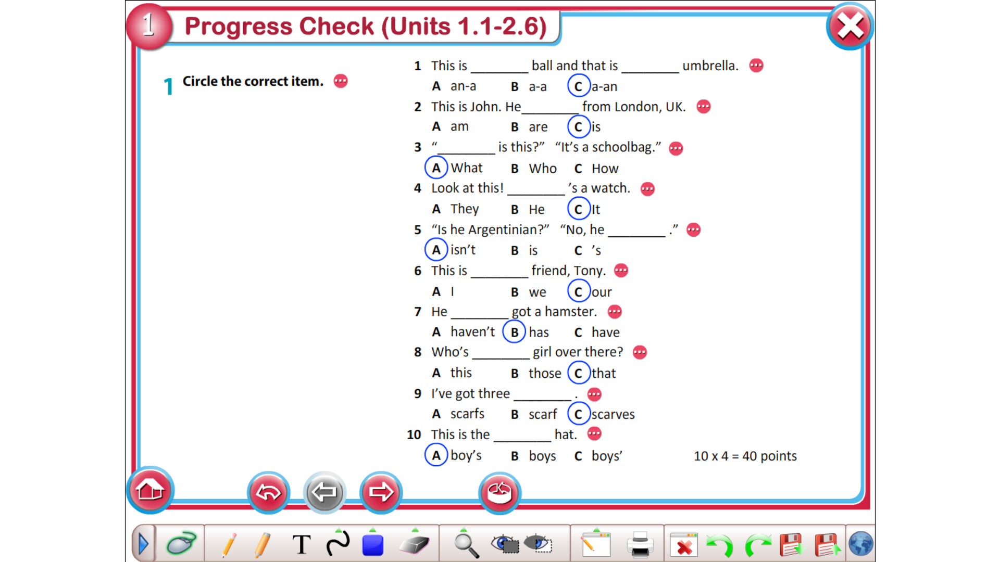 1 Progress Check (Units 1.1-2.6)
1 Circle the correct item.
1 This is ________ ball and that is ________ umbrella.
A an-a B a-a C a-an
2 This is John. He________ from London, UK.
A am B are C is
3 “________ is this?” “It’s a schoolbag.”
A What B Who C How
4 Look at this! ________ ’s a watch.
A They B He C It
5 “Is he Argentinian?” “No, he ________ .”
A isn’t B is C ’s
6 This is ________ friend, Tony.
A I B we C our
7 He ________ got a hamster.
A haven’t B has C have
8 Who’s ________ girl over there?
A this B those C that
9 I’ve got three ________ .
A scarfs B scarf C scarves
10 This is the ________ hat.
A boy’s B boys C boys’ 10 x 4 = 40 points
T